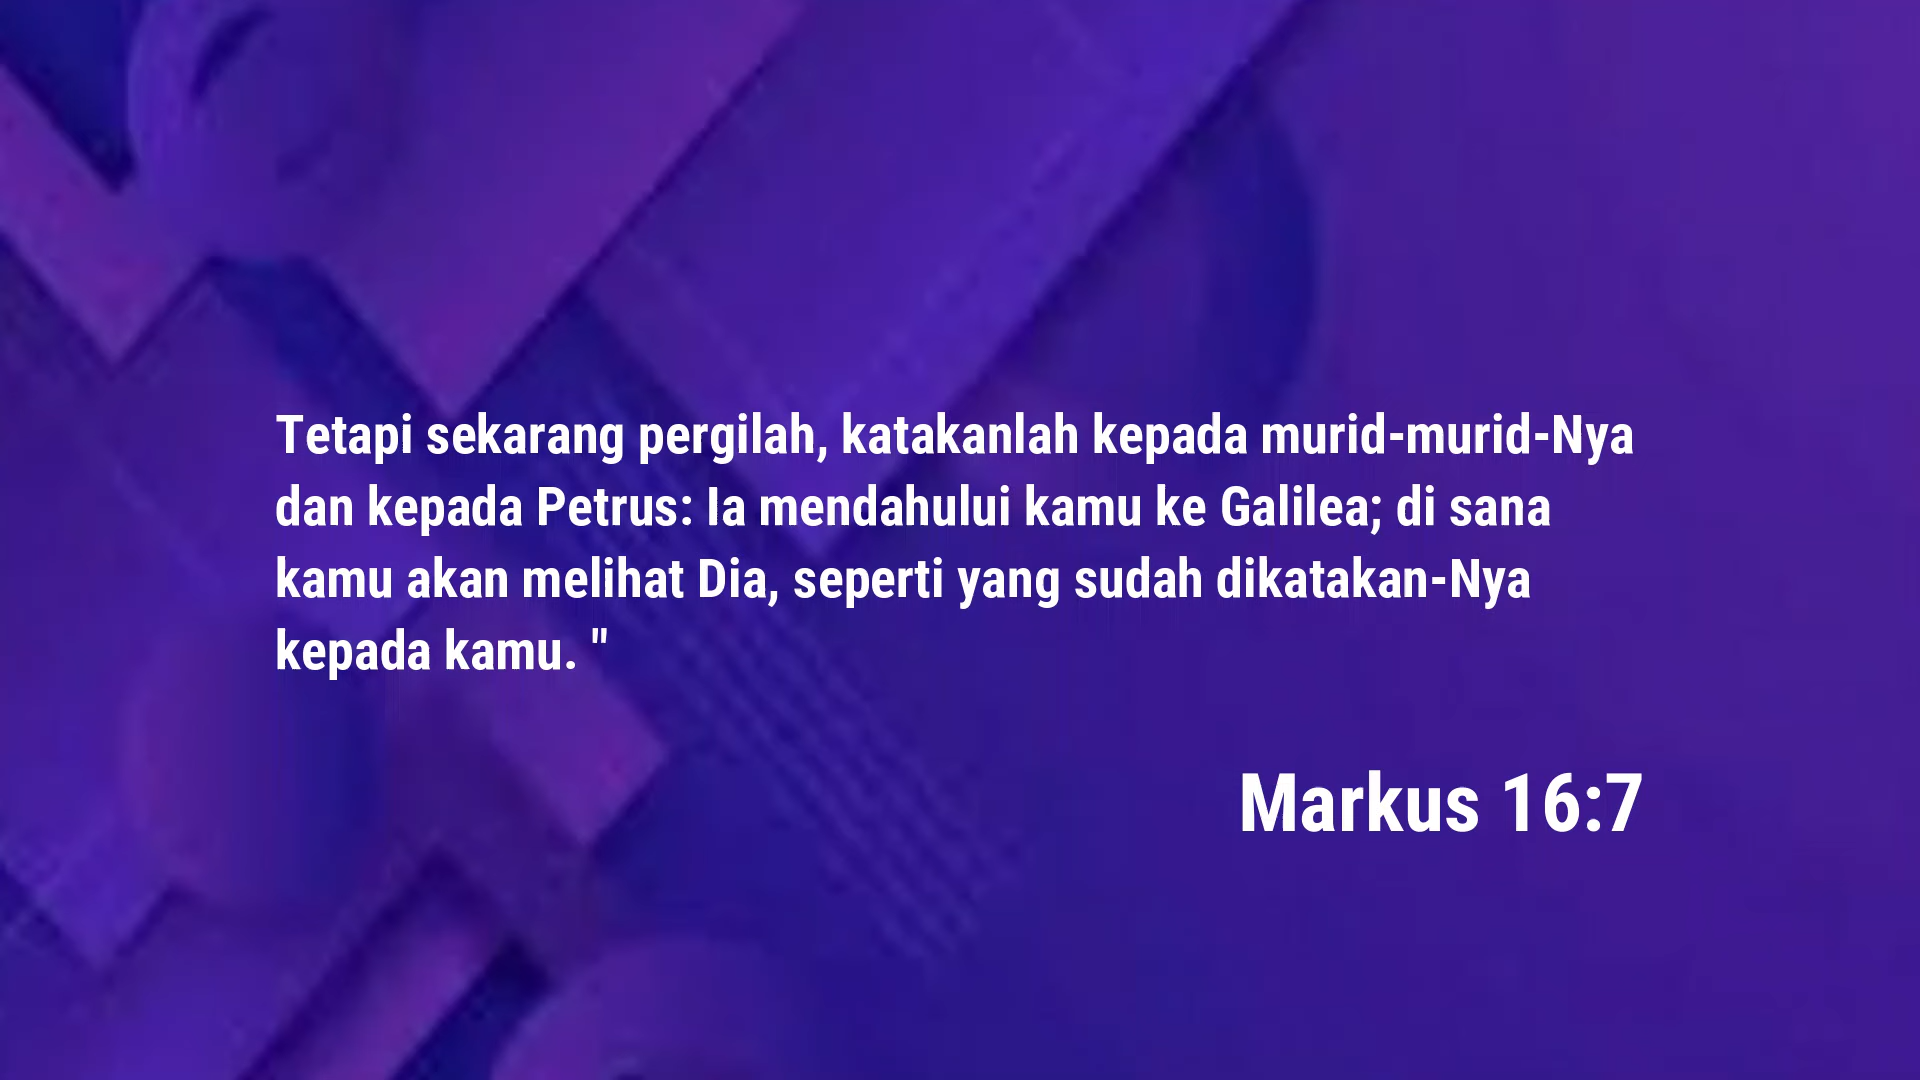 Tetapi sekarang pergilah, katakanlah kepada murid-murid-Nya
dan kepada Petrus: Ia mendahului kamu ke Galilea; di sana
kamu akan melihat Dia, seperti yang sudah dikatakan-Nya
kepada kamu. "
Markus 16:7